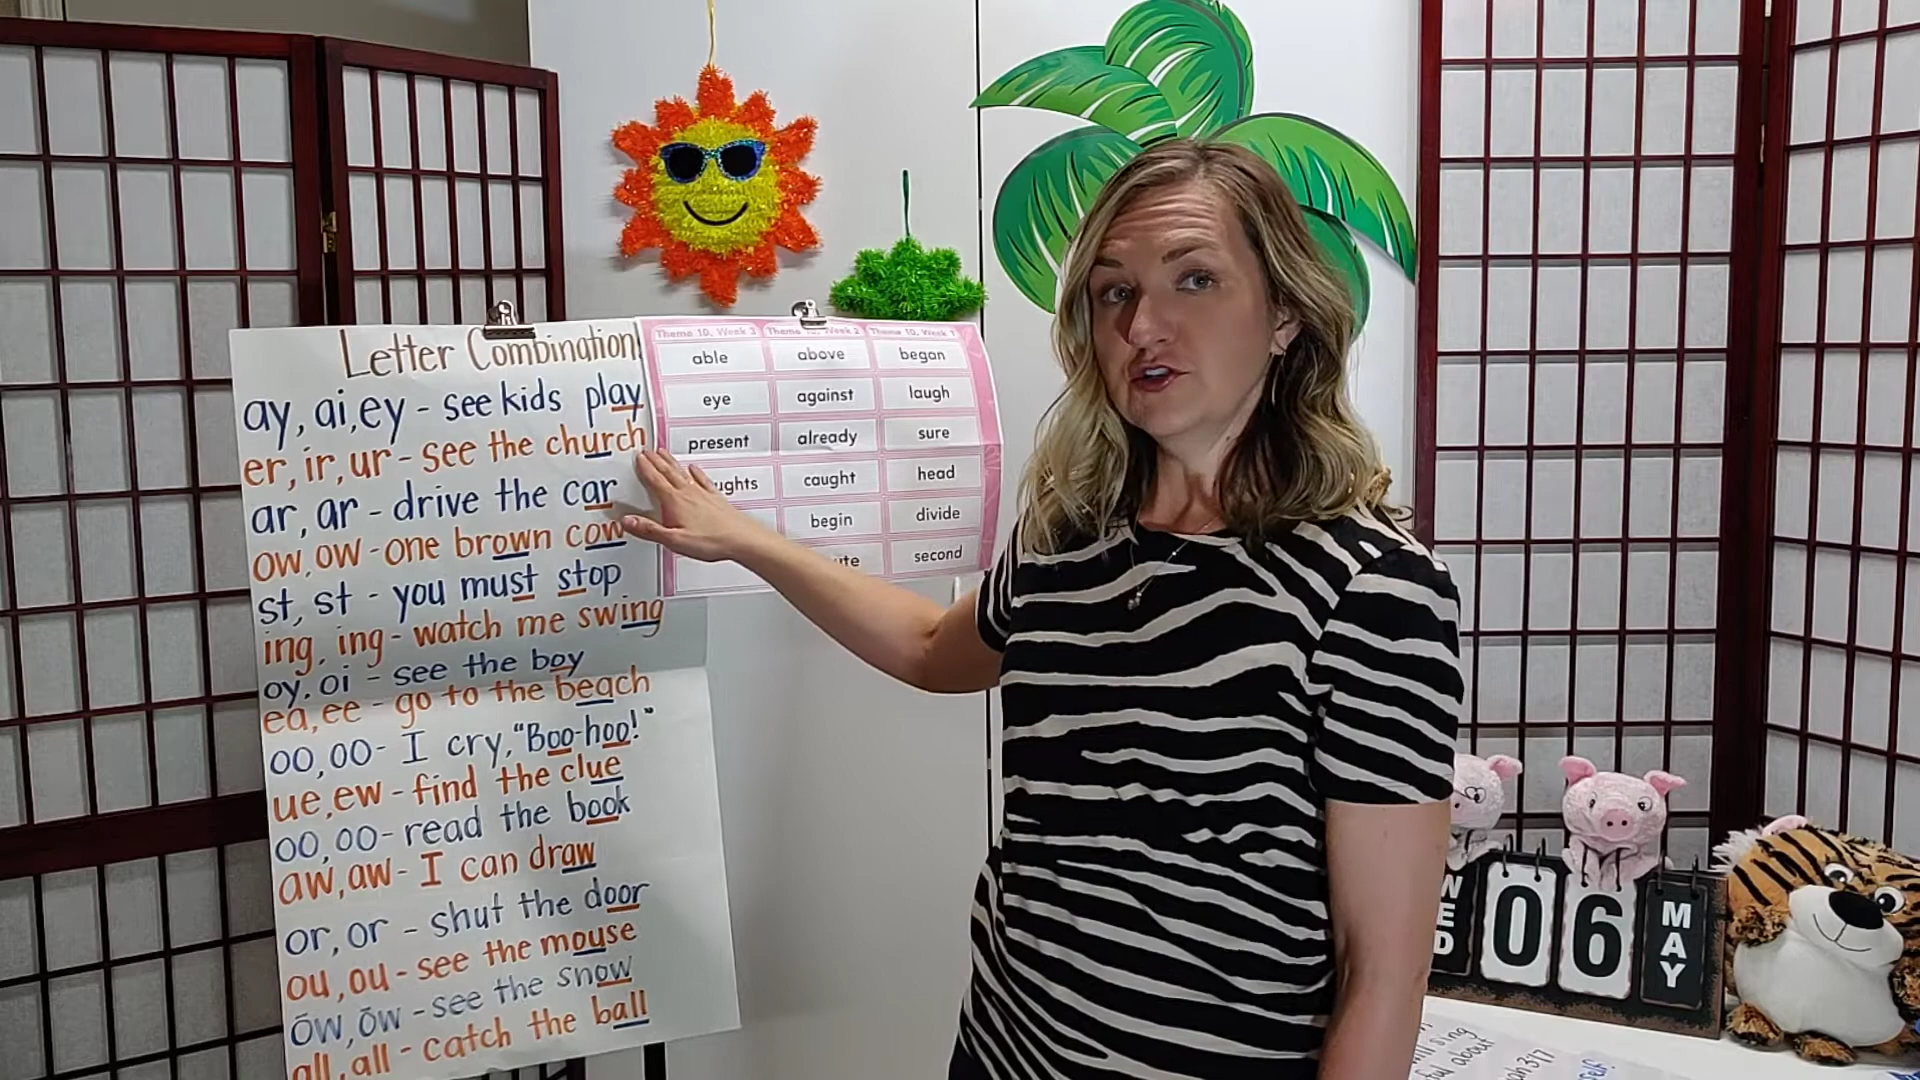 Letter Combination
ay, ai, ey - see kids play
er, ir, ur - see the church
ar, ar - drive the car
ow, ow - one brown cow
st, st - you must stop
ing, ing - watch me swing
oy, oi - see the boy
ea, ee - go to the beach
oo, oo - I cry, "Boo-hoo!"
ue, ew - find the clue
oo, oo - read the book
aw, aw - I can draw
or, or - shut the door
ou, ou - see the mouse
ōw, ōw - see the snow
all, all - catch the ball
Theme 10, Week 3 Theme 10, Week 2 Theme 10, Week 1
able above began
eye against laugh
present already sure
ughts caught head
begin divide
ute second
WED 06 MAY
sing
about